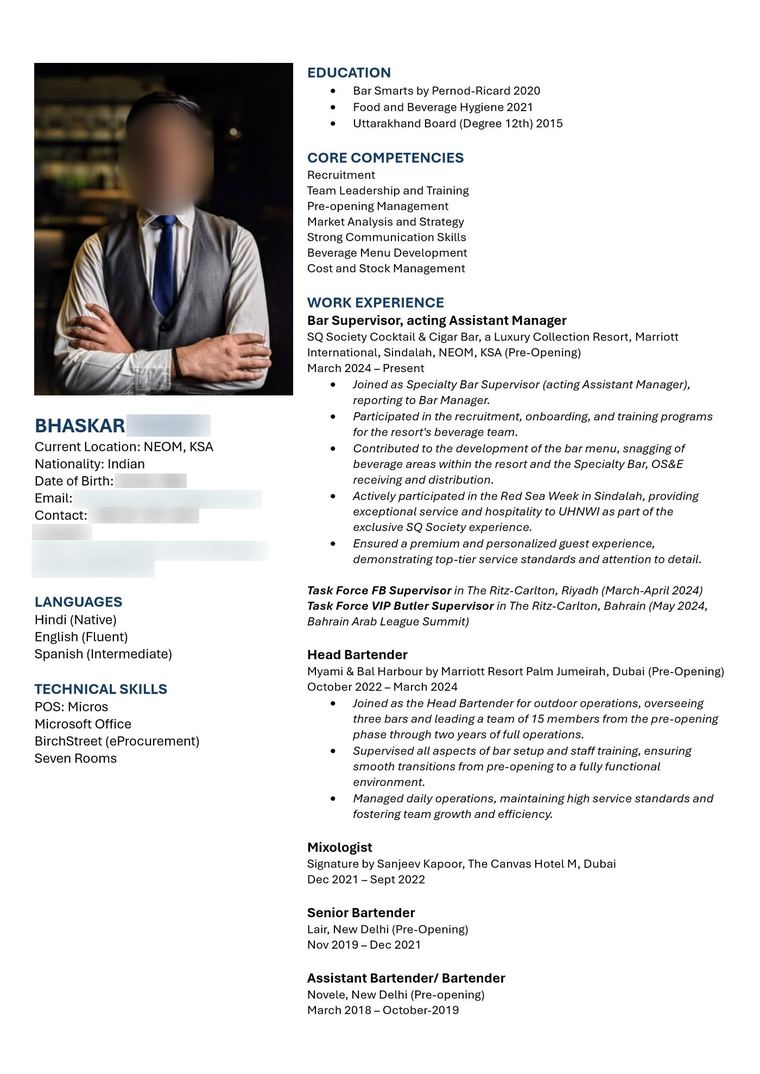 BHASKAR
Current Location: NEOM, KSA
Nationality: Indian
Date of Birth:
Email:
Contact:
LANGUAGES
Hindi (Native)
English (Fluent)
Spanish (Intermediate)
TECHNICAL SKILLS
POS: Micros
Microsoft Office
BirchStreet (eProcurement)
Seven Rooms
EDUCATION
• Bar Smarts by Pernod-Ricard 2020
• Food and Beverage Hygiene 2021
• Uttarakhand Board (Degree 12th) 2015
CORE COMPETENCIES
Recruitment
Team Leadership and Training
Pre-opening Management
Market Analysis and Strategy
Strong Communication Skills
Beverage Menu Development
Cost and Stock Management
WORK EXPERIENCE
Bar Supervisor, acting Assistant Manager
SQ Society Cocktail & Cigar Bar, a Luxury Collection Resort, Marriott
International, Sindalah, NEOM, KSA (Pre-Opening)
March 2024 – Present
• Joined as Specialty Bar Supervisor (acting Assistant Manager),
reporting to Bar Manager.
• Participated in the recruitment, onboarding, and training programs
for the resort's beverage team.
• Contributed to the development of the bar menu, snagging of
beverage areas within the resort and the Specialty Bar, OS&E
receiving and distribution.
• Actively participated in the Red Sea Week in Sindalah, providing
exceptional service and hospitality to UHNWI as part of the
exclusive SQ Society experience.
• Ensured a premium and personalized guest experience,
demonstrating top-tier service standards and attention to detail.
Task Force FB Supervisor in The Ritz-Carlton, Riyadh (March-April 2024)
Task Force VIP Butler Supervisor in The Ritz-Carlton, Bahrain (May 2024,
Bahrain Arab League Summit)
Head Bartender
Myami & Bal Harbour by Marriott Resort Palm Jumeirah, Dubai (Pre-Opening)
October 2022 – March 2024
• Joined as the Head Bartender for outdoor operations, overseeing
three bars and leading a team of 15 members from the pre-opening
phase through two years of full operations.
• Supervised all aspects of bar setup and staff training, ensuring
smooth transitions from pre-opening to a fully functional
environment.
• Managed daily operations, maintaining high service standards and
fostering team growth and efficiency.
Mixologist
Signature by Sanjeev Kapoor, The Canvas Hotel M, Dubai
Dec 2021 – Sept 2022
Senior Bartender
Lair, New Delhi (Pre-Opening)
Nov 2019 – Dec 2021
Assistant Bartender/ Bartender
Novele, New Delhi (Pre-opening)
March 2018 – October-2019